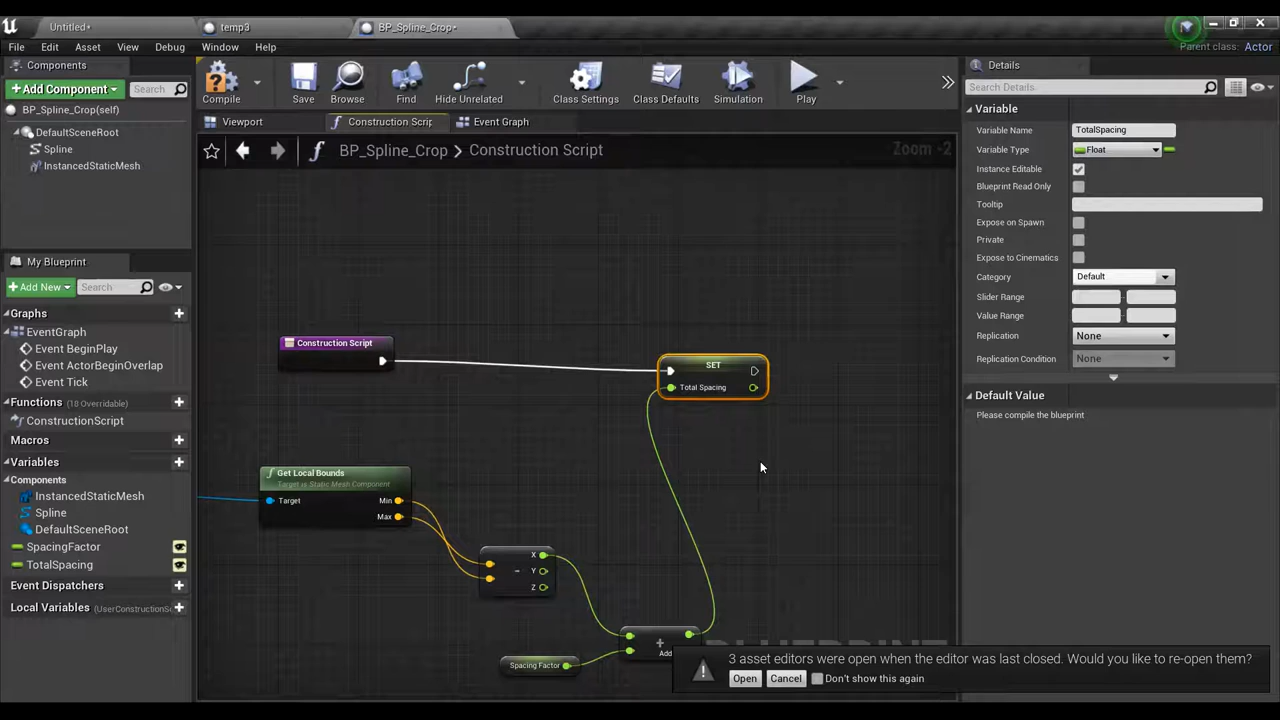 Untitled*
temp3
BP_Spline_Crop*
File
Edit
Asset
View
Debug
Window
Help
Parent class: Actor
Components
+Add Component
Search
BP_Spline_Crop(self)
DefaultSceneRoot
Spline
InstancedStaticMesh
My Blueprint
+Add New
Search
Graphs
EventGraph
Event BeginPlay
Event ActorBeginOverlap
Event Tick
Functions (18 Overridable)
ConstructionScript
Macros
Variables
Components
InstancedStaticMesh
Spline
DefaultSceneRoot
SpacingFactor
TotalSpacing
Event Dispatchers
Local Variables (UserConstructionSc
Compile
Save
Browse
Find
Hide Unrelated
Class Settings
Class Defaults
Simulation
Play
Viewport
Construction Scrip
Event Graph
BP_Spline_Crop > Construction Script
Zoom -2
Construction Script
SET
Total Spacing
Get Local Bounds
Target is Static Mesh Component
Target
Min
Max
-
X
Y
Z
Spacing Factor
+
Add
Details
Search Details
Variable
Variable Name
TotalSpacing
Variable Type
Float
Instance Editable
Blueprint Read Only
Tooltip
Expose on Spawn
Private
Expose to Cinematics
Category
Default
Slider Range
Value Range
Replication
None
Replication Condition
None
Default Value
Please compile the blueprint
3 asset editors were open when the editor was last closed. Would you like to re-open them?
Open
Cancel
Don't show this again